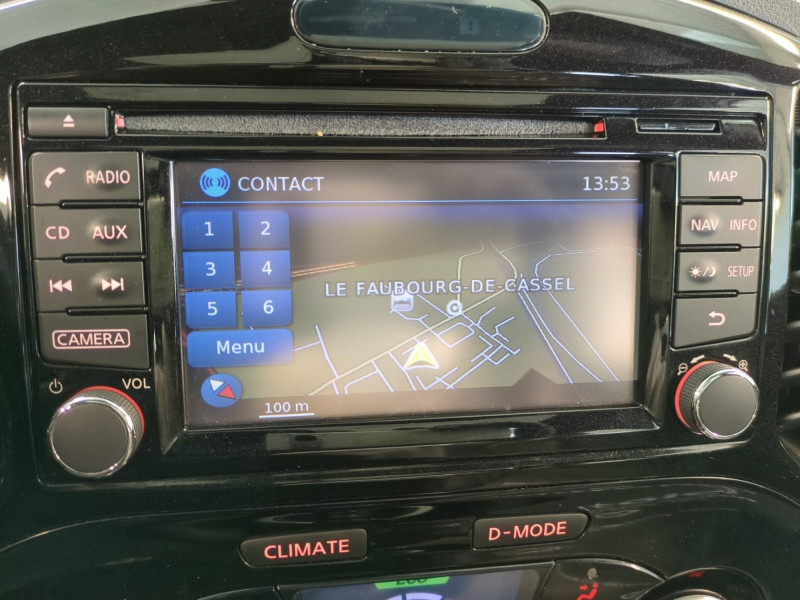 RADIO
CD AUX
CAMERA
VOL
CONTACT 13:53
1 2
3 4
5 6
Menu
LE FAUBOURG-DE-CASSEL
100 m
MAP
NAV INFO
SETUP
CLIMATE
D-MODE